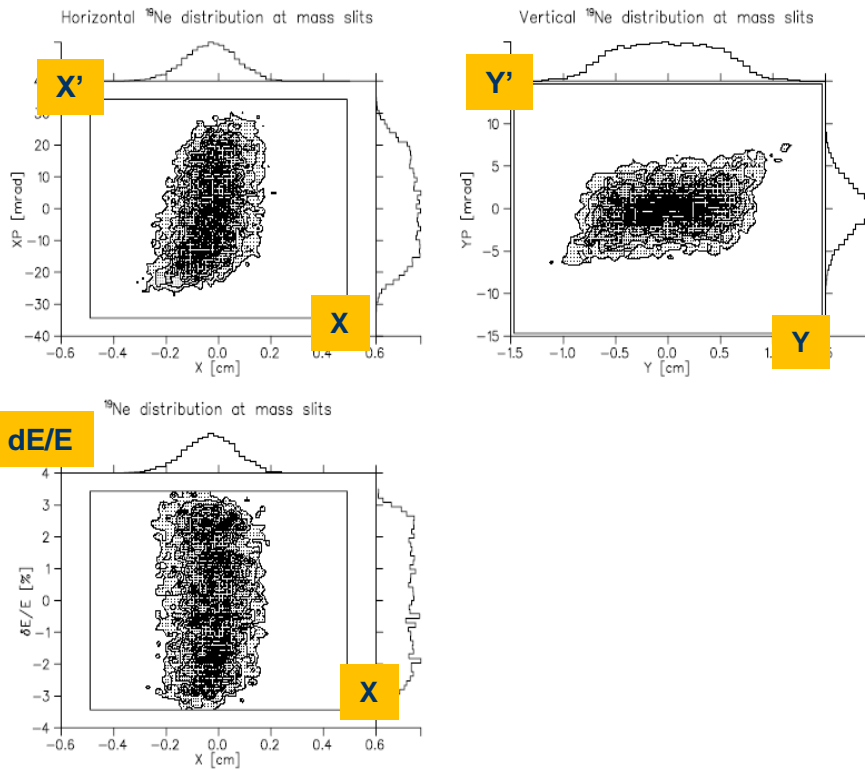 Horizontal ¹⁹Ne distribution at mass slits
X’
20
10
0
−10
−20
−30
−40
XP [mrad]
−0.6 −0.4 −0.2 0.0 0.2 0.6
X [cm]
X
Vertical ¹⁹Ne distribution at mass slits
Y’
10
5
0
−5
−10
−15
YP [mrad]
−1.5 −1.0 −0.5 0.0 0.5
Y [cm]
Y
¹⁹Ne distribution at mass slits
dE/E
4
3
2
1
0
−1
−2
−3
−4
δE/E [%]
−0.6 −0.4 −0.2 0.0 0.2 0.4 0.6
X [cm]
X